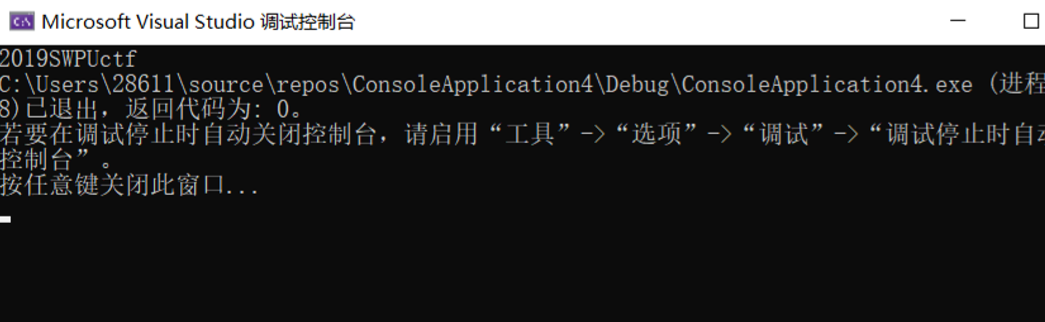 Microsoft Visual Studio 调试控制台
2019SWPUctf
C:\Users\28611\source\repos\ConsoleApplication4\Debug\ConsoleApplication4.exe (进程
8)已退出，返回代码为: 0。
若要在调试停止时自动关闭控制台，请启用“工具”->“选项”->“调试”->“调试停止时自动
控制台”。
按任意键关闭此窗口...